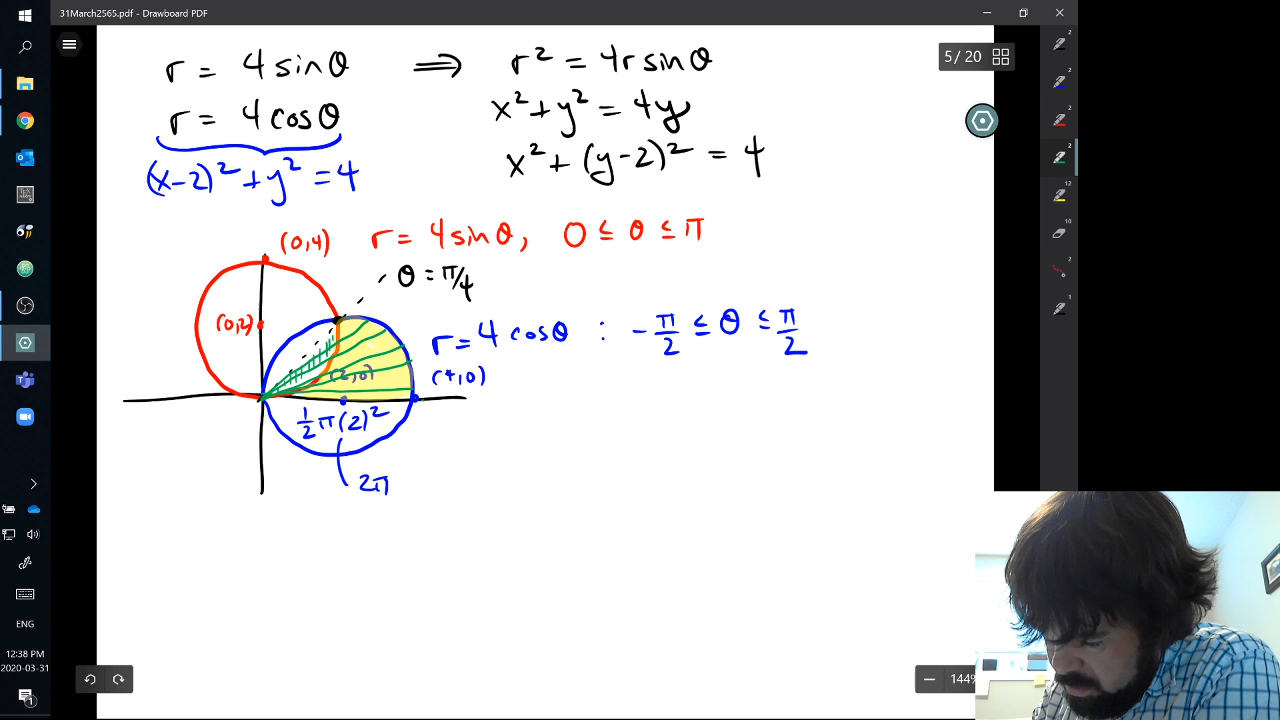 31March2565.pdf - Drawboard PDF
5 / 20
r = 4 sin θ ⟹ r² = 4r sin θ
r = 4 cos θ
x² + y² = 4y
(x-2)² + y² = 4
x² + (y-2)² = 4
(0,4)
r = 4 sin θ, 0 ≤ θ ≤ π
θ = π/4
(0,2)
r = 4 cos θ : -π/2 ≤ θ ≤ π/2
(2,0)
(4,0)
1/2 π(2)²
2π
ENG
12:38 PM
2020-03-31
144%